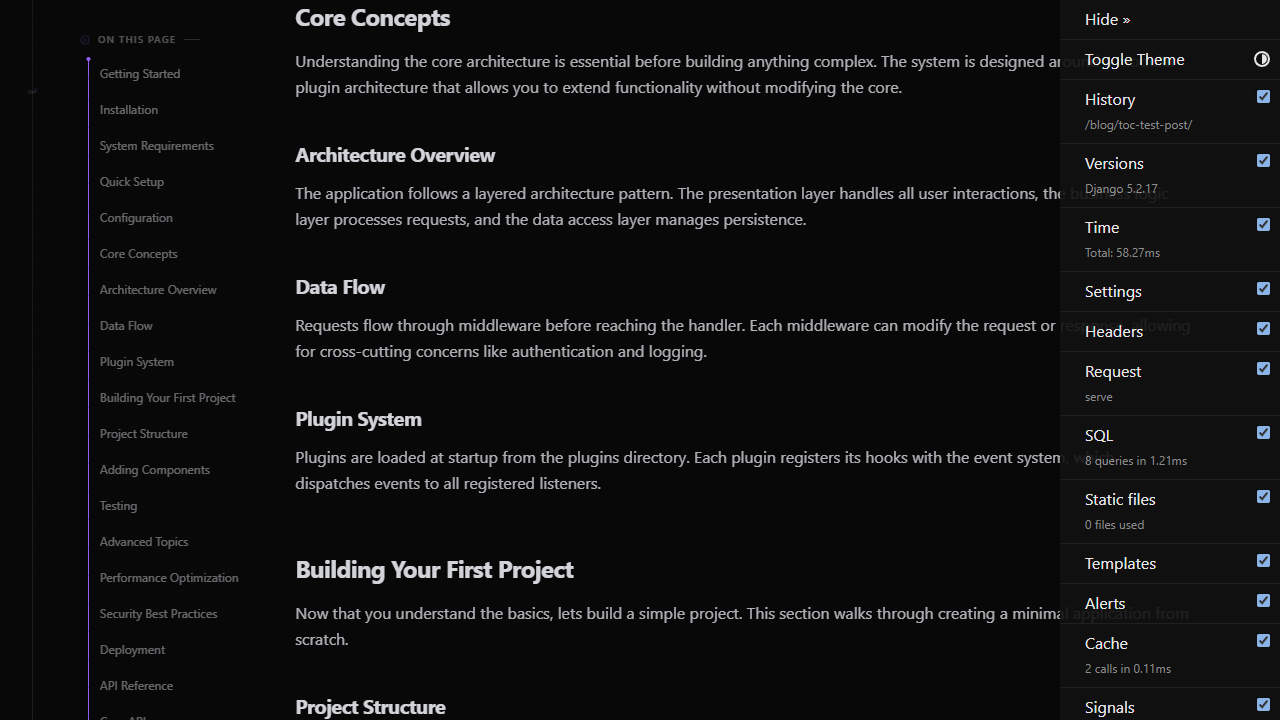 ON THIS PAGE
Getting Started
Installation
System Requirements
Quick Setup
Configuration
Core Concepts
Architecture Overview
Data Flow
Plugin System
Building Your First Project
Project Structure
Adding Components
Testing
Advanced Topics
Performance Optimization
Security Best Practices
Deployment
API Reference
Core API
Core Concepts
Understanding the core architecture is essential before building anything complex. The system is designed around
plugin architecture that allows you to extend functionality without modifying the core.
Architecture Overview
The application follows a layered architecture pattern. The presentation layer handles all user interactions, the business logic
layer processes requests, and the data access layer manages persistence.
Data Flow
Requests flow through middleware before reaching the handler. Each middleware can modify the request or response, allowing
for cross-cutting concerns like authentication and logging.
Plugin System
Plugins are loaded at startup from the plugins directory. Each plugin registers its hooks with the event system, which
dispatches events to all registered listeners.
Building Your First Project
Now that you understand the basics, lets build a simple project. This section walks through creating a minimal application from
scratch.
Project Structure
Hide »
Toggle Theme
History
/blog/toc-test-post/
Versions
Django 5.2.17
Time
Total: 58.27ms
Settings
Headers
Request
serve
SQL
8 queries in 1.21ms
Static files
0 files used
Templates
Alerts
Cache
2 calls in 0.11ms
Signals